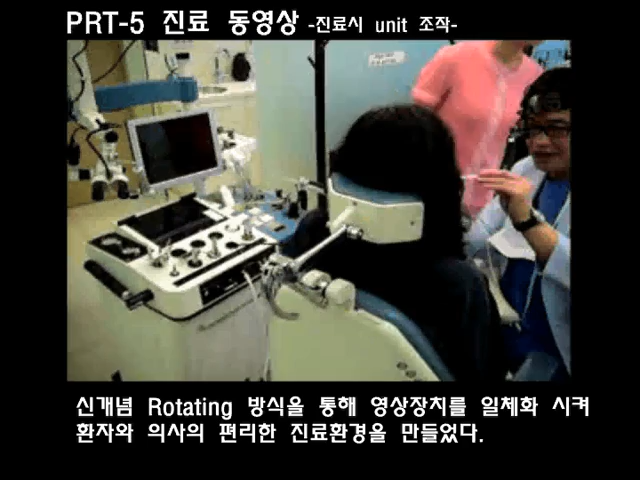 PRT-5 진료 동영상 -진료시 unit 조작-
신개념 Rotating 방식을 통해 영상장치를 일체화 시켜
환자와 의사의 편리한 진료환경을 만들었다.